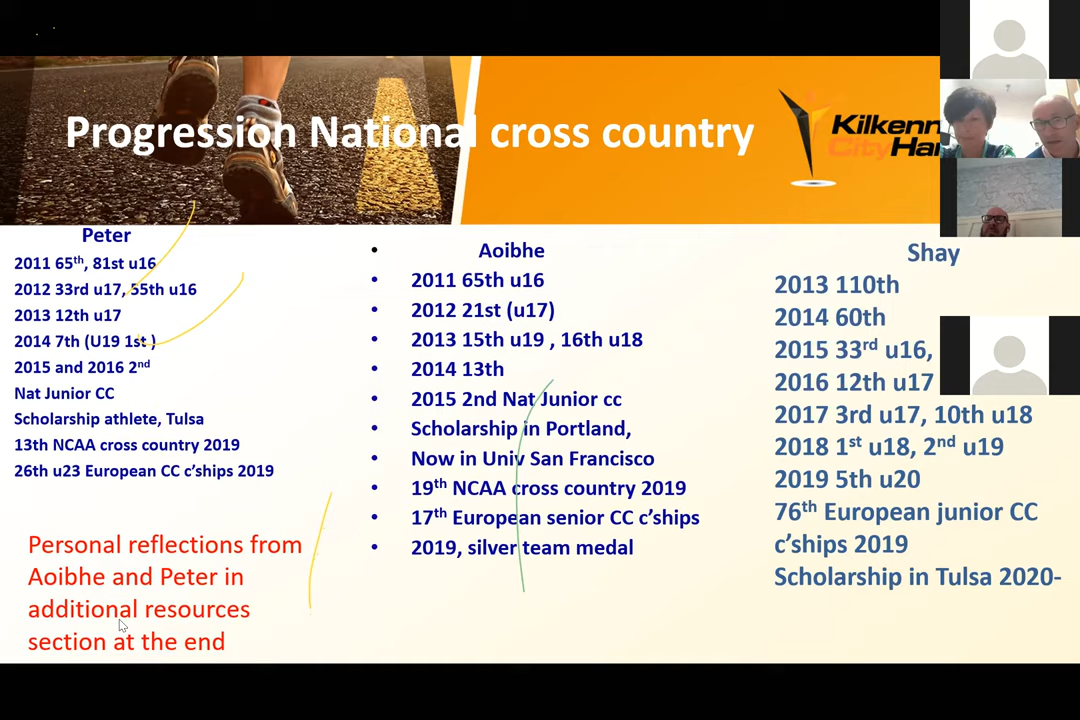 Progression National cross country
Kilkenn
CityHar
Peter
2011 65th, 81st u16
2012 33rd u17, 55th u16
2013 12th u17
2014 7th (U19 1st )
2015 and 2016 2nd
Nat Junior CC
Scholarship athlete, Tulsa
13th NCAA cross country 2019
26th u23 European CC c’ships 2019
Personal reflections from
Aoibhe and Peter in
additional resources
section at the end
• Aoibhe
• 2011 65th u16
• 2012 21st (u17)
• 2013 15th u19 , 16th u18
• 2014 13th
• 2015 2nd Nat Junior cc
• Scholarship in Portland,
• Now in Univ San Francisco
• 19th NCAA cross country 2019
• 17th European senior CC c’ships
• 2019, silver team medal
Shay
2013 110th
2014 60th
2015 33rd u16,
2016 12th u17
2017 3rd u17, 10th u18
2018 1st u18, 2nd u19
2019 5th u20
76th European junior CC
c’ships 2019
Scholarship in Tulsa 2020-